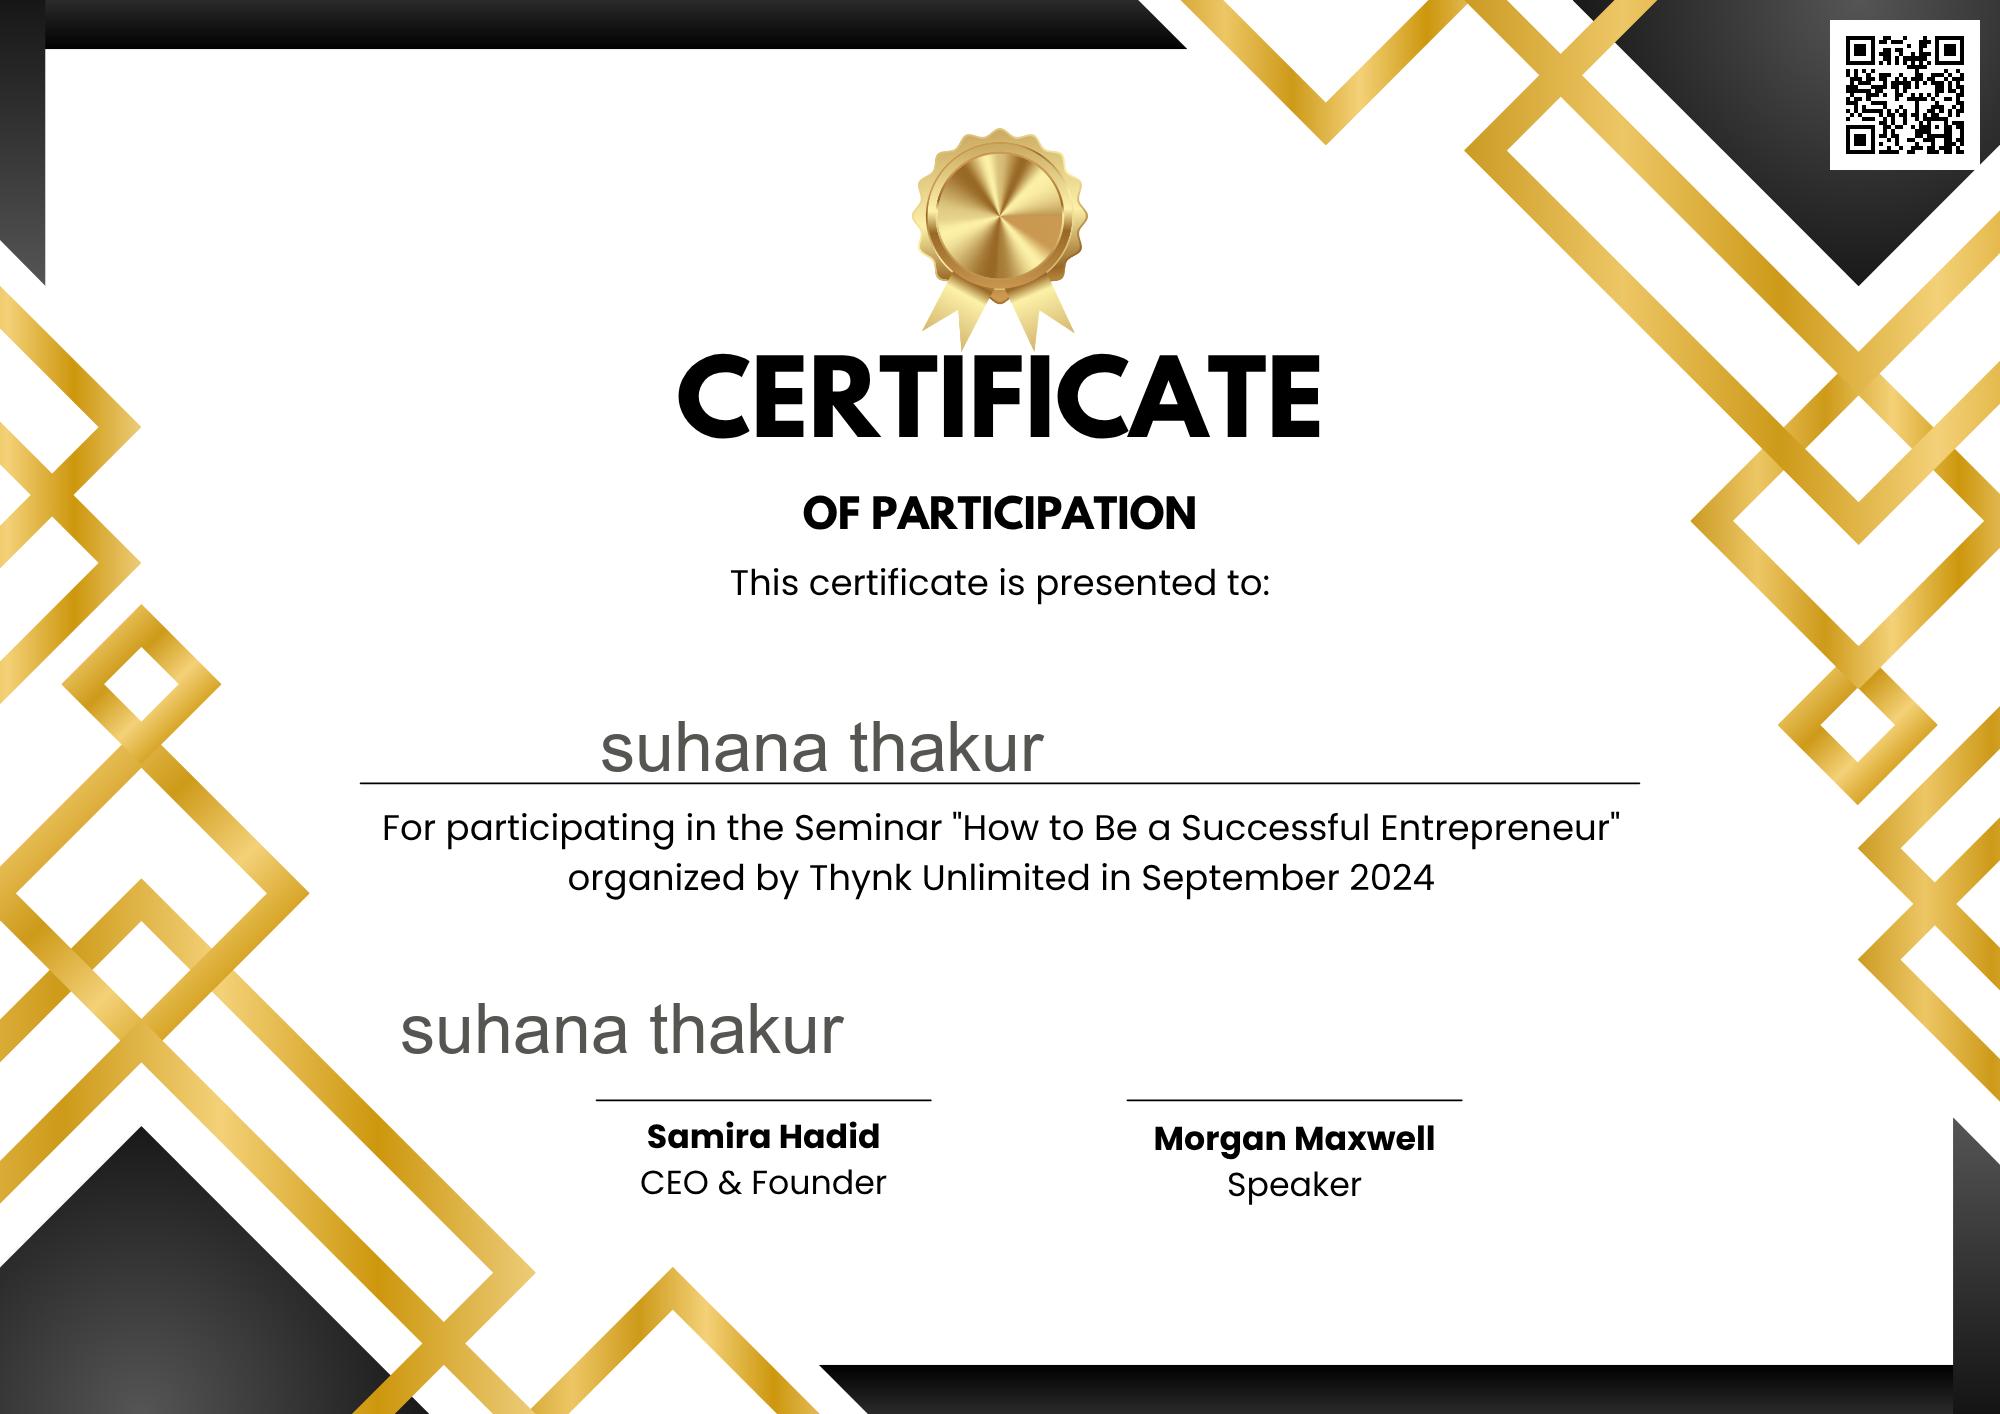 CERTIFICATE
OF PARTICIPATION
This certificate is presented to:
suhana thakur
For participating in the Seminar "How to Be a Successful Entrepreneur"
organized by Thynk Unlimited in September 2024
suhana thakur
Samira Hadid
CEO & Founder
Morgan Maxwell
Speaker